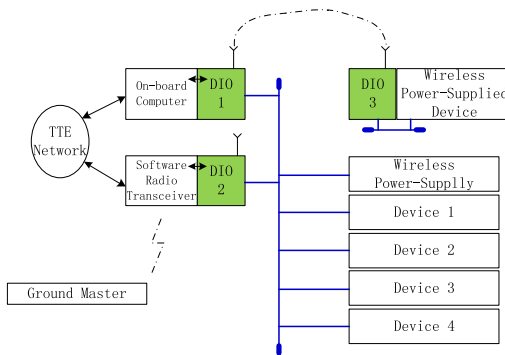 On-board
Computer
DIO
1
DIO
3
Wireless
Power-Supplied
Device
TTE
Network
Software
Radio
Transceiver
DIO
2
Wireless
Power-Supplly
Device 1
Device 2
Device 3
Device 4
Ground Master